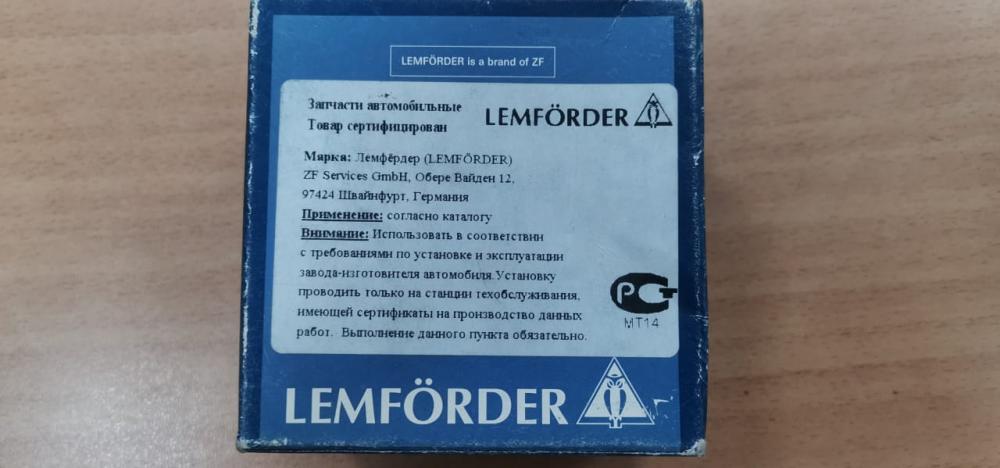 LEMFÖRDER is a brand of ZF
Запчасти автомобильные
Товар сертифицирован
LEMFÖRDER
Марка: Лемфёрдер (LEMFÖRDER)
ZF Services GmbH, Обере Вайден 12,
97424 Швайнфурт, Германия
Применение: согласно каталогу
Внимание: Использовать в соответствии
с требованиями по установке и эксплуатации
завода-изготовителя автомобиля.Установку
проводить только на станции техобслуживания,
имеющей сертификаты на производство данных
работ. Выполнение данного пункта обязательно.
РСТ
МТ14
LEMFÖRDER